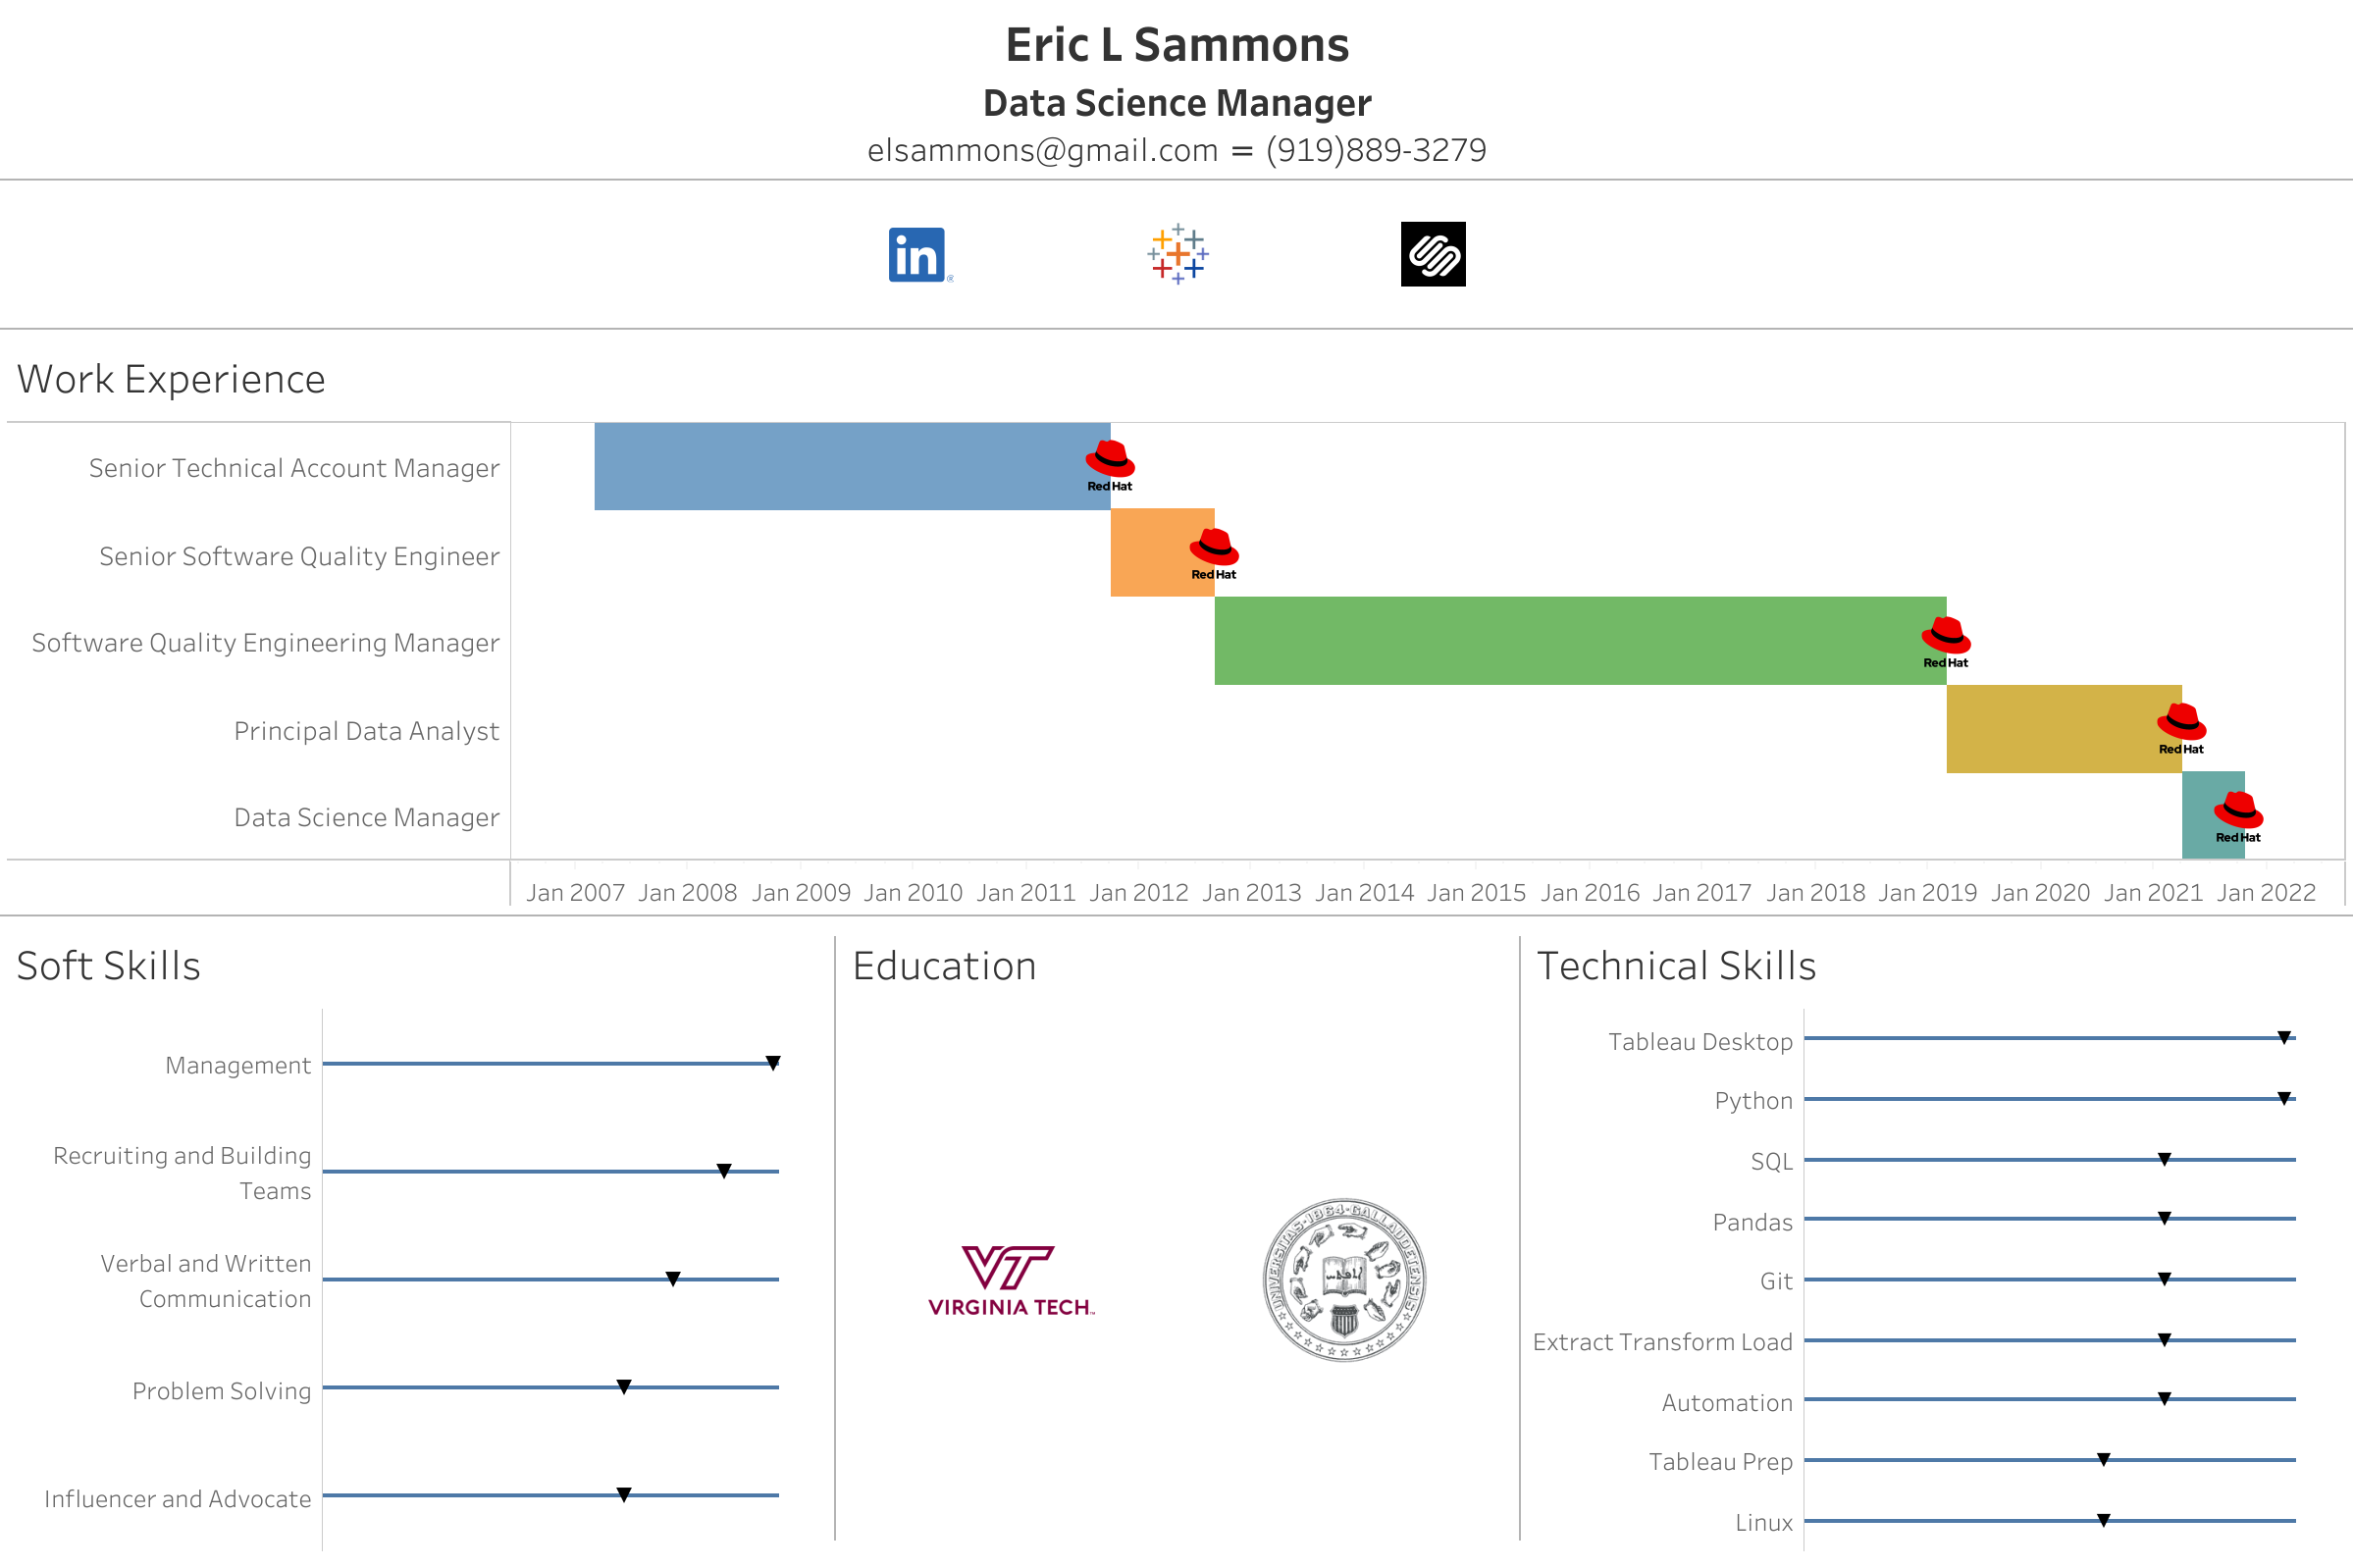 Eric L Sammons
Data Science Manager
elsammons@gmail.com = (919)889-3279
in
Work Experience
Senior Technical Account Manager
Red Hat
Senior Software Quality Engineer
Red Hat
Software Quality Engineering Manager
Red Hat
Principal Data Analyst
Red Hat
Data Science Manager
Red Hat
Jan 2007 Jan 2008 Jan 2009 Jan 2010 Jan 2011 Jan 2012 Jan 2013 Jan 2014 Jan 2015 Jan 2016 Jan 2017 Jan 2018 Jan 2019 Jan 2020 Jan 2021 Jan 2022
Soft Skills
Management
Recruiting and Building
Teams
Verbal and Written
Communication
Problem Solving
Influencer and Advocate
Education
VT
VIRGINIA TECH™
UNIVERSITAS·1864·GALLAUDETENSIS
Technical Skills
Tableau Desktop
Python
SQL
Pandas
Git
Extract Transform Load
Automation
Tableau Prep
Linux